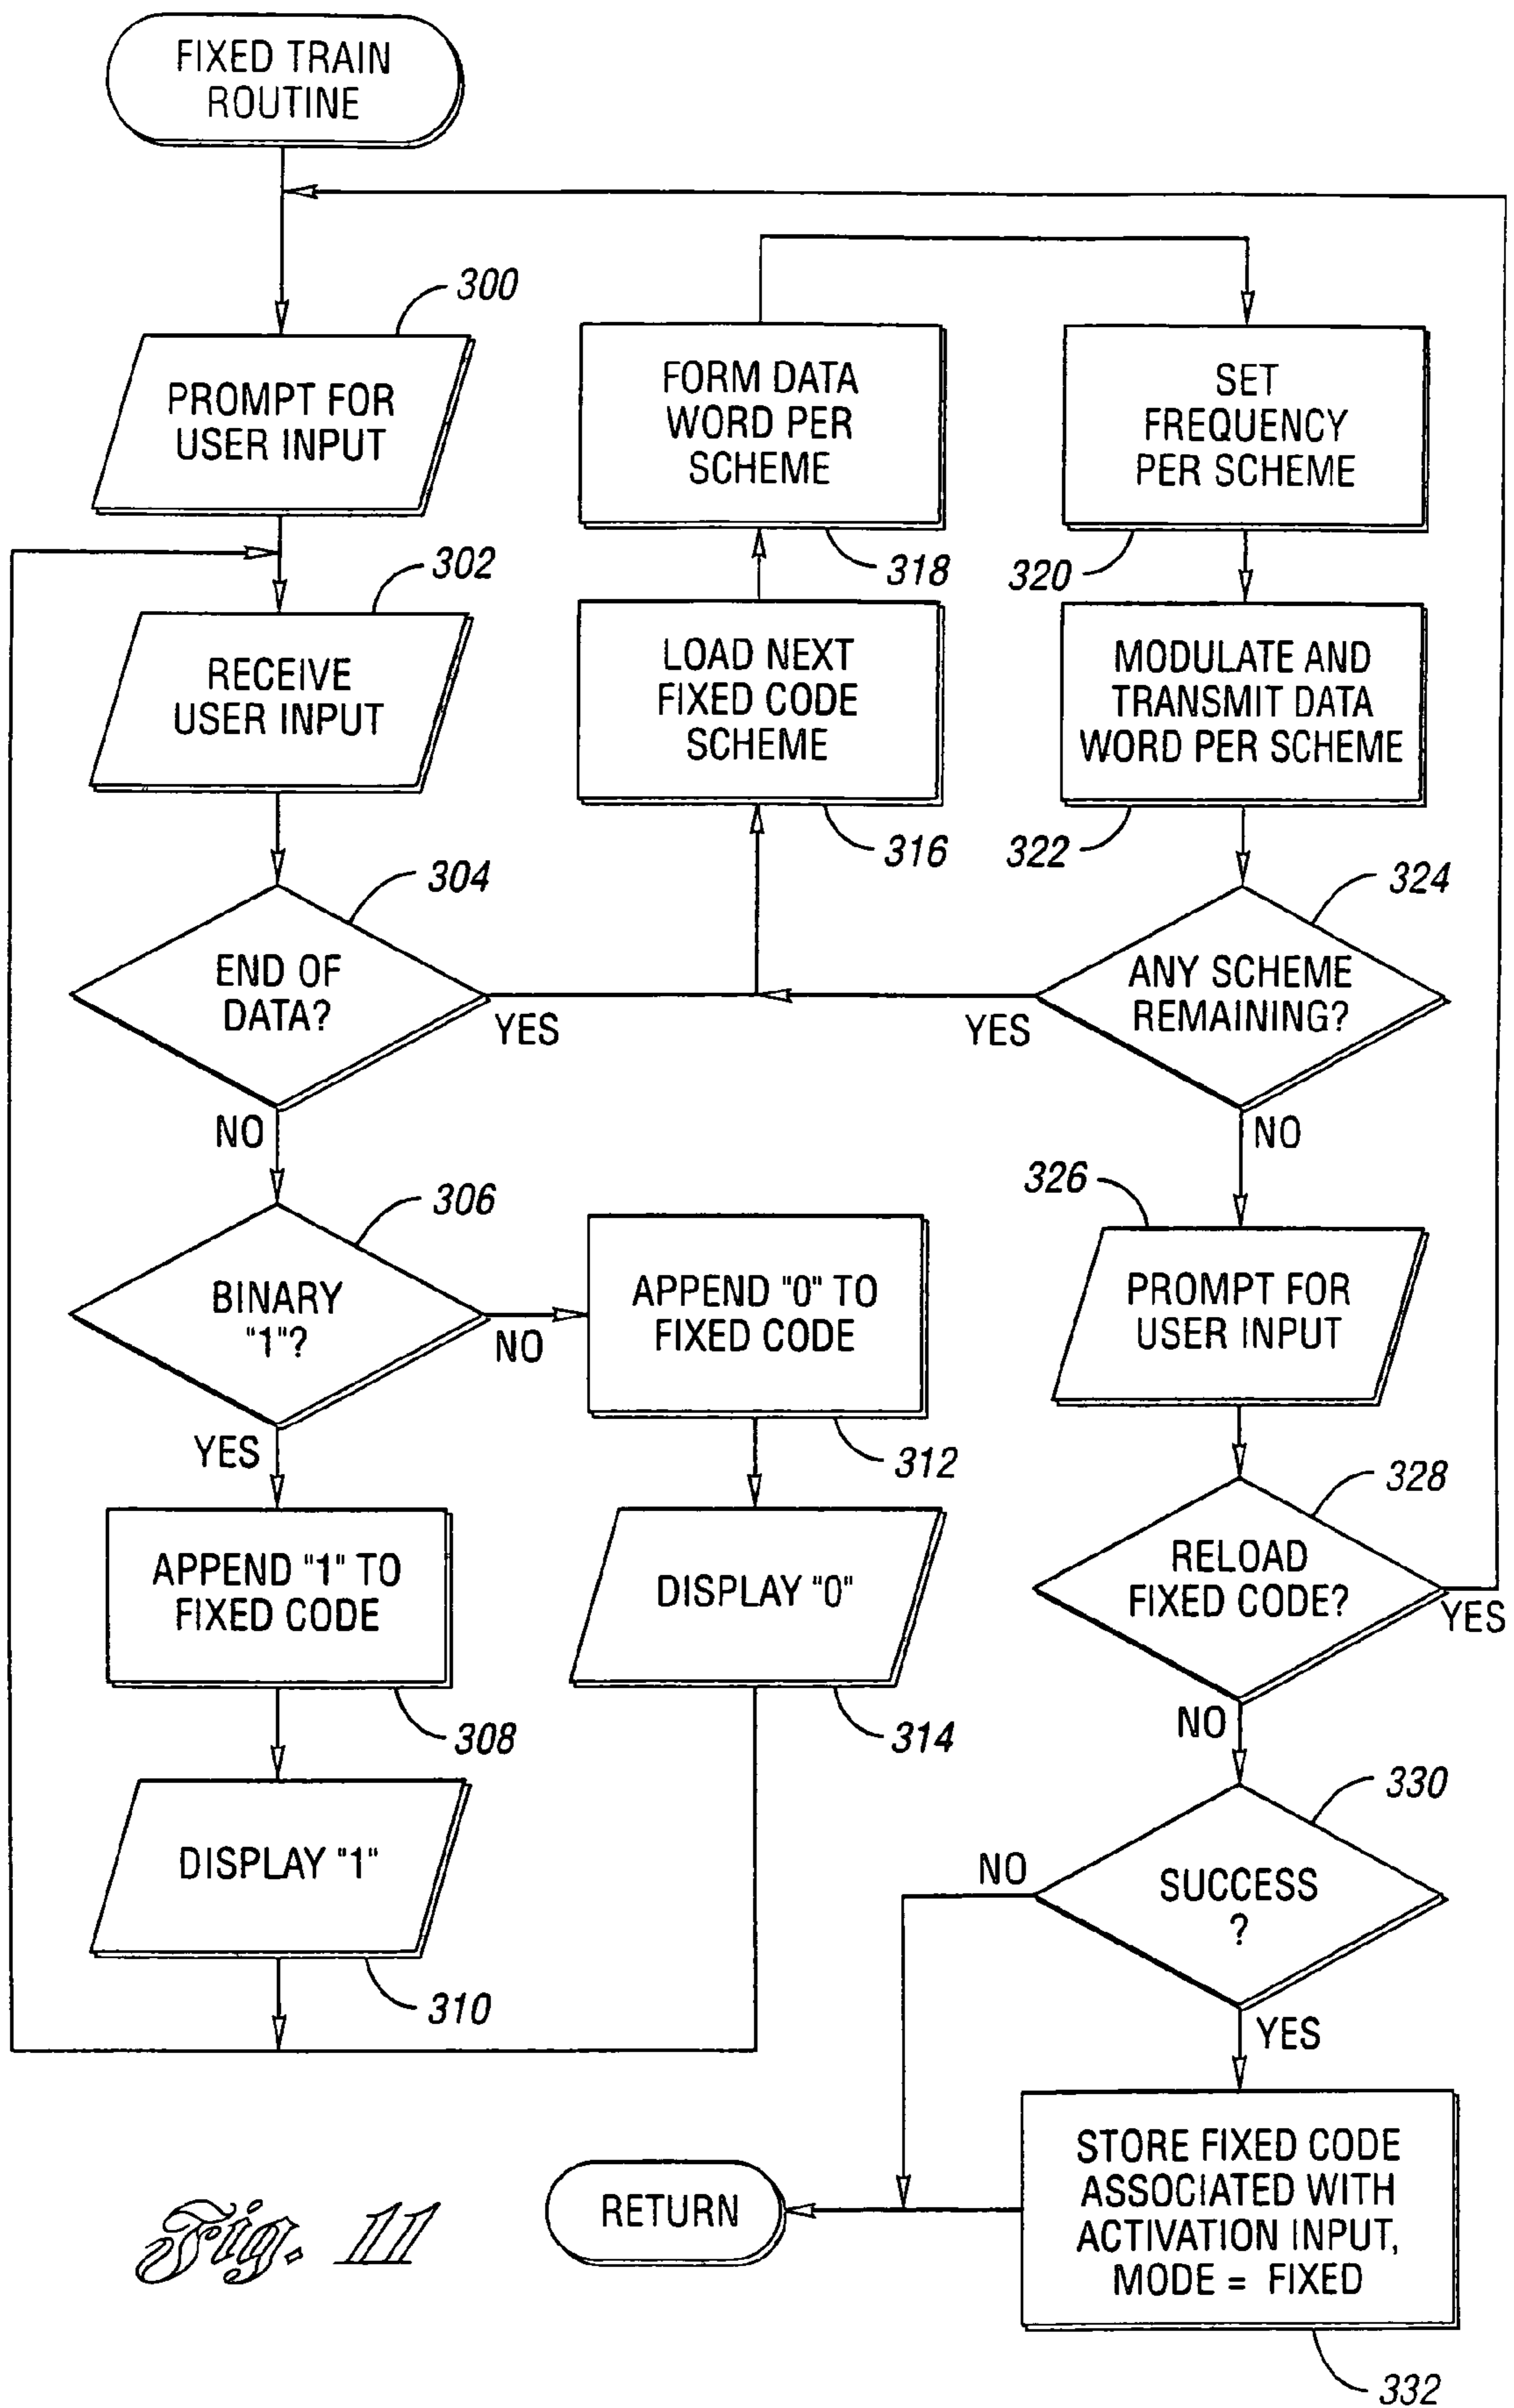 FIXED TRAIN
ROUTINE
300
PROMPT FOR
USER INPUT
302
RECEIVE
USER INPUT
304
END OF
DATA?
YES
NO
306
BINARY
"1"?
NO
YES
APPEND "1" TO
FIXED CODE
308
DISPLAY "1"
310
APPEND "0" TO
FIXED CODE
312
DISPLAY "0"
314
LOAD NEXT
FIXED CODE
SCHEME
316
FORM DATA
WORD PER
SCHEME
318
SET
FREQUENCY
PER SCHEME
320
MODULATE AND
TRANSMIT DATA
WORD PER SCHEME
322
324
ANY SCHEME
REMAINING?
YES
NO
326
PROMPT FOR
USER INPUT
328
RELOAD
FIXED CODE?
YES
NO
330
SUCCESS
?
NO
YES
STORE FIXED CODE
ASSOCIATED WITH
ACTIVATION INPUT,
MODE = FIXED
332
RETURN
Fig. 11